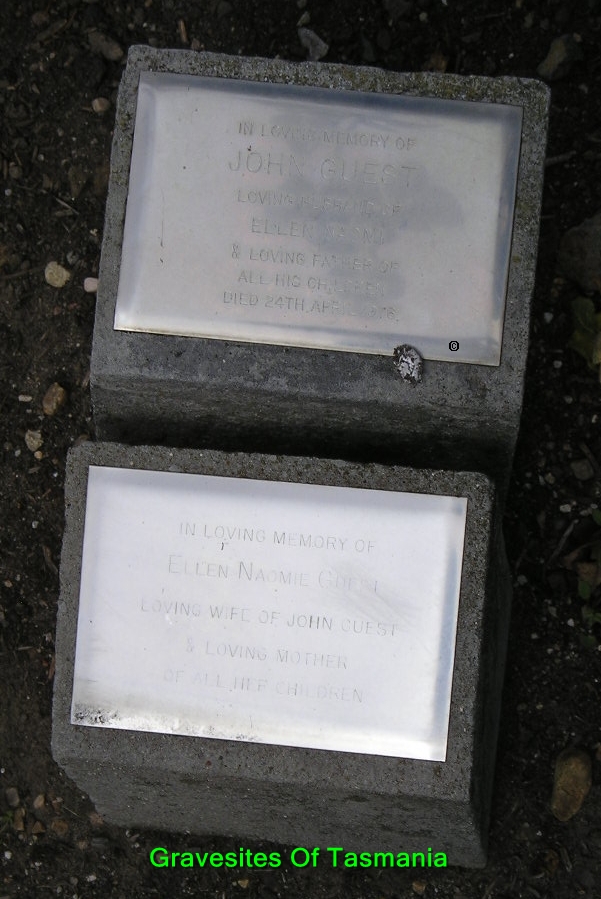 IN LOVING MEMORY OF
JOHN GUEST
LOVING HUSBAND OF
ELLEN NAOMI
& LOVING FATHER OF
ALL HIS CHILDREN
DIED 24TH APRIL
©
IN LOVING MEMORY OF
ELLEN NAOMIE GUEST
LOVING WIFE OF JOHN GUEST
& LOVING MOTHER
OF ALL HER CHILDREN
Gravesites Of Tasmania